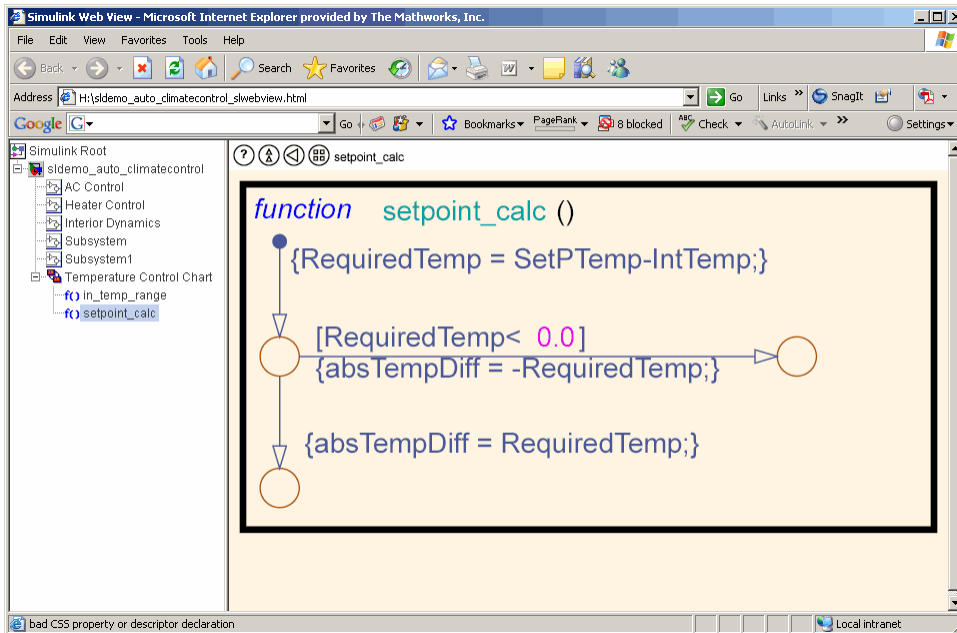 Simulink Web View - Microsoft Internet Explorer provided by The Mathworks, Inc.
File Edit View Favorites Tools Help
Back Search Favorites W
Address H:\sldemo_auto_climatecontrol_slwebview.html Go Links » SnagIt
Google G Go Bookmarks PageRank 8 blocked ABC Check AutoLink » Settings
Simulink Root
sldemo_auto_climatecontrol
AC Control
Heater Control
Interior Dynamics
Subsystem
Subsystem1
Temperature Control Chart
f() in_temp_range
f() setpoint_calc
? setpoint_calc
function setpoint_calc ()
{RequiredTemp = SetPTemp-IntTemp;}
[RequiredTemp< 0.0]
{absTempDiff = -RequiredTemp;}
{absTempDiff = RequiredTemp;}
bad CSS property or descriptor declaration
Local intranet